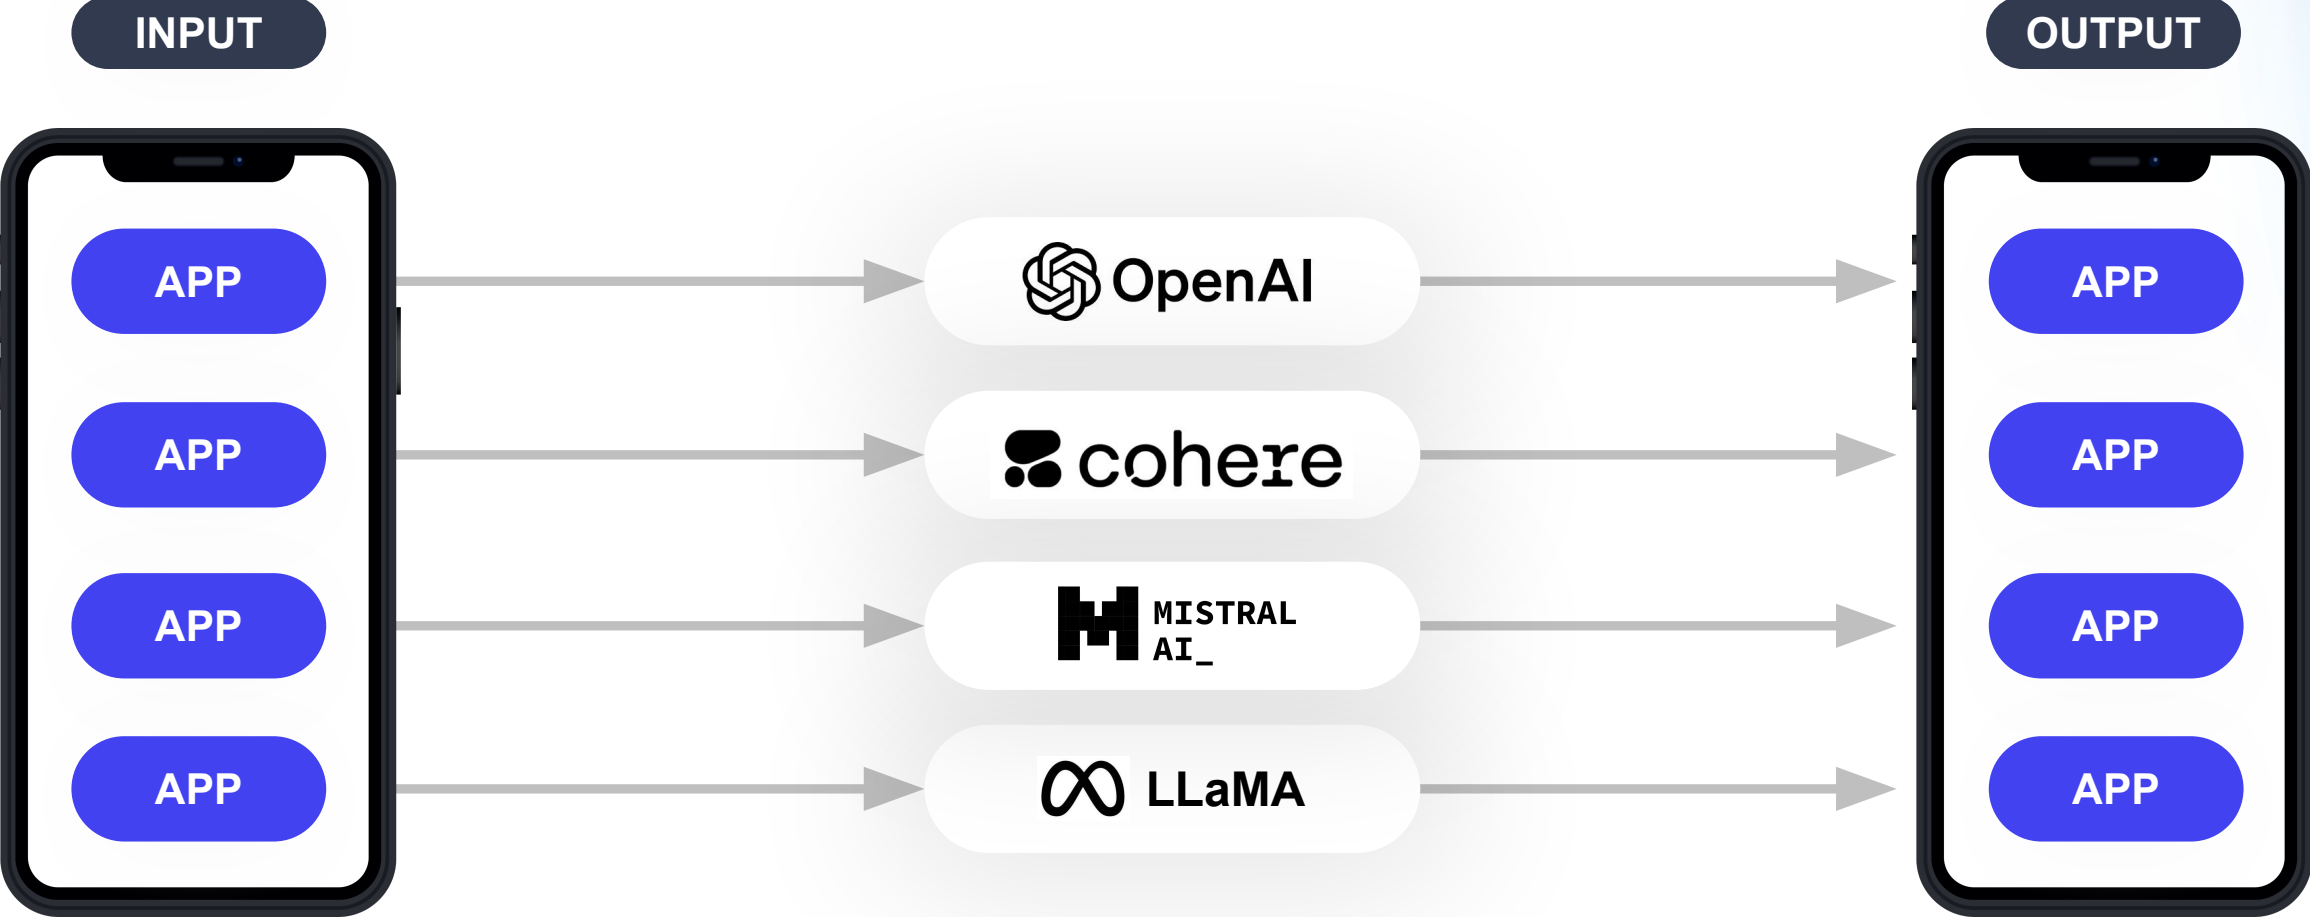 INPUT
OUTPUT
APP
OpenAI
APP
APP
cohere
APP
APP
MISTRAL
AI_
APP
APP
LLaMA
APP